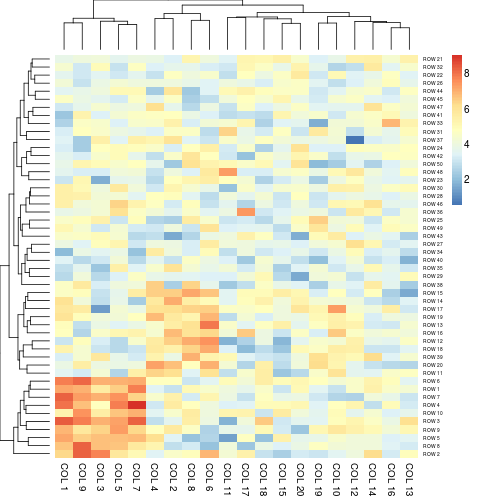 ROW 21
ROW 32
ROW 22
ROW 26
ROW 44
ROW 45
ROW 47
ROW 41
ROW 33
ROW 31
ROW 37
ROW 24
ROW 42
ROW 50
ROW 48
ROW 23
ROW 30
ROW 28
ROW 46
ROW 36
ROW 25
ROW 49
ROW 43
ROW 27
ROW 34
ROW 40
ROW 35
ROW 29
ROW 38
ROW 15
ROW 14
ROW 17
ROW 19
ROW 13
ROW 16
ROW 12
ROW 18
ROW 39
ROW 20
ROW 11
ROW 6
ROW 1
ROW 7
ROW 4
ROW 10
ROW 3
ROW 9
ROW 5
ROW 8
ROW 2
COL 1
COL 9
COL 3
COL 5
COL 7
COL 4
COL 2
COL 8
COL 6
COL 11
COL 17
COL 18
COL 15
COL 20
COL 19
COL 10
COL 12
COL 14
COL 16
COL 13
8
6
4
2